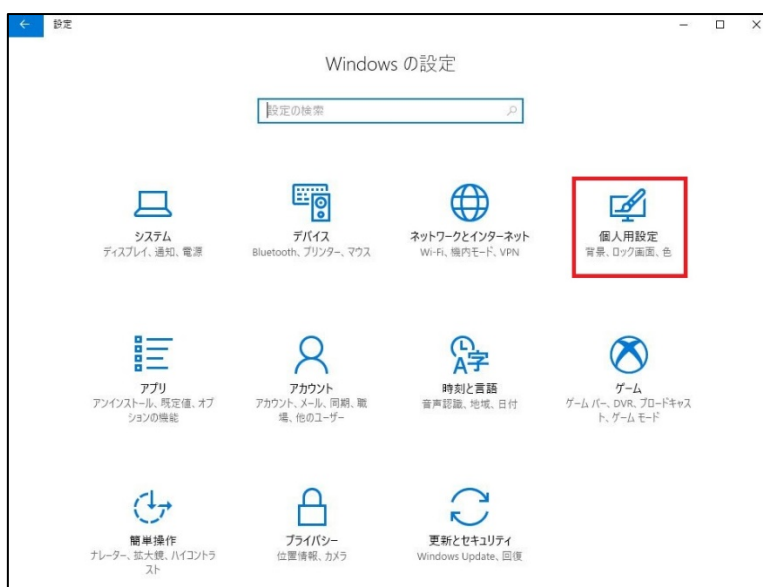 設定
Windows の設定
設定の検索
システム
ディスプレイ、通知、電源
デバイス
Bluetooth、プリンター、マウス
ネットワークとインターネット
Wi-Fi、機内モード、VPN
個人用設定
背景、ロック画面、色
アプリ
アンインストール、既定値、オプ
ションの機能
アカウント
アカウント、メール、同期、職
場、他のユーザー
時刻と言語
音声認識、地域、日付
ゲーム
ゲーム バー、DVR、ブロードキャス
ト、ゲーム モード
簡単操作
ナレーター、拡大鏡、ハイコントラ
スト
プライバシー
位置情報、カメラ
更新とセキュリティ
Windows Update、回復